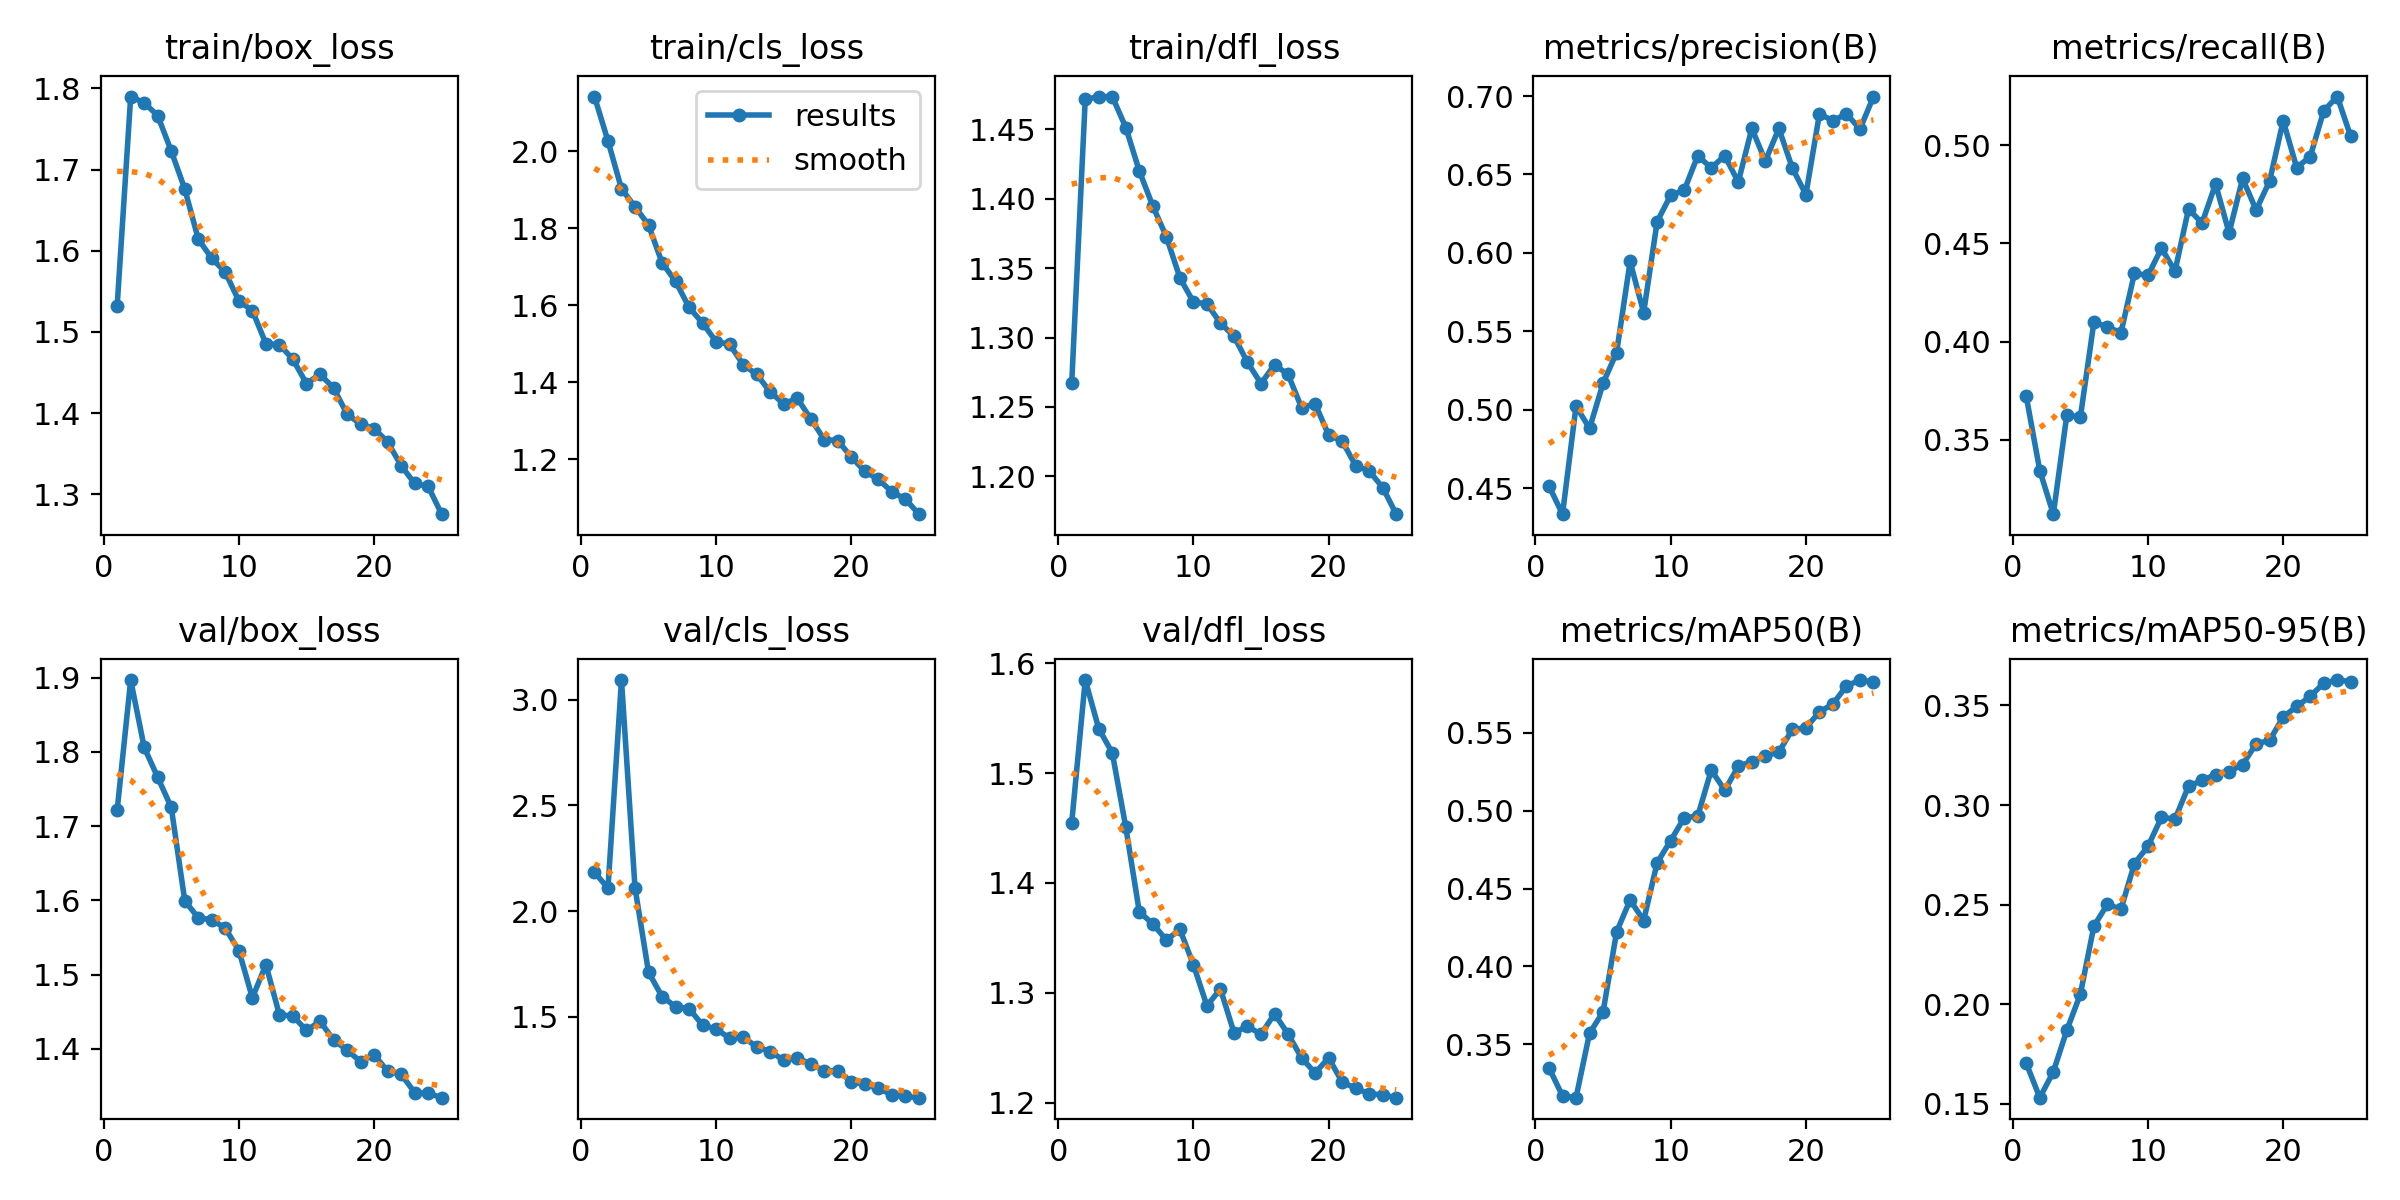 train/box_loss
train/cls_loss
train/dfl_loss
metrics/precision(B)
metrics/recall(B)
1.8
1.7
1.6
1.5
1.4
1.3
0 10 20
results
smooth
2.0
1.8
1.6
1.4
1.2
0 10 20
1.45
1.40
1.35
1.30
1.25
1.20
0 10 20
0.70
0.65
0.60
0.55
0.50
0.45
0 10 20
0.50
0.45
0.40
0.35
0 10 20
val/box_loss
val/cls_loss
val/dfl_loss
metrics/mAP50(B)
metrics/mAP50-95(B)
1.9
1.8
1.7
1.6
1.5
1.4
0 10 20
3.0
2.5
2.0
1.5
0 10 20
1.6
1.5
1.4
1.3
1.2
0 10 20
0.55
0.50
0.45
0.40
0.35
0 10 20
0.35
0.30
0.25
0.20
0.15
0 10 20